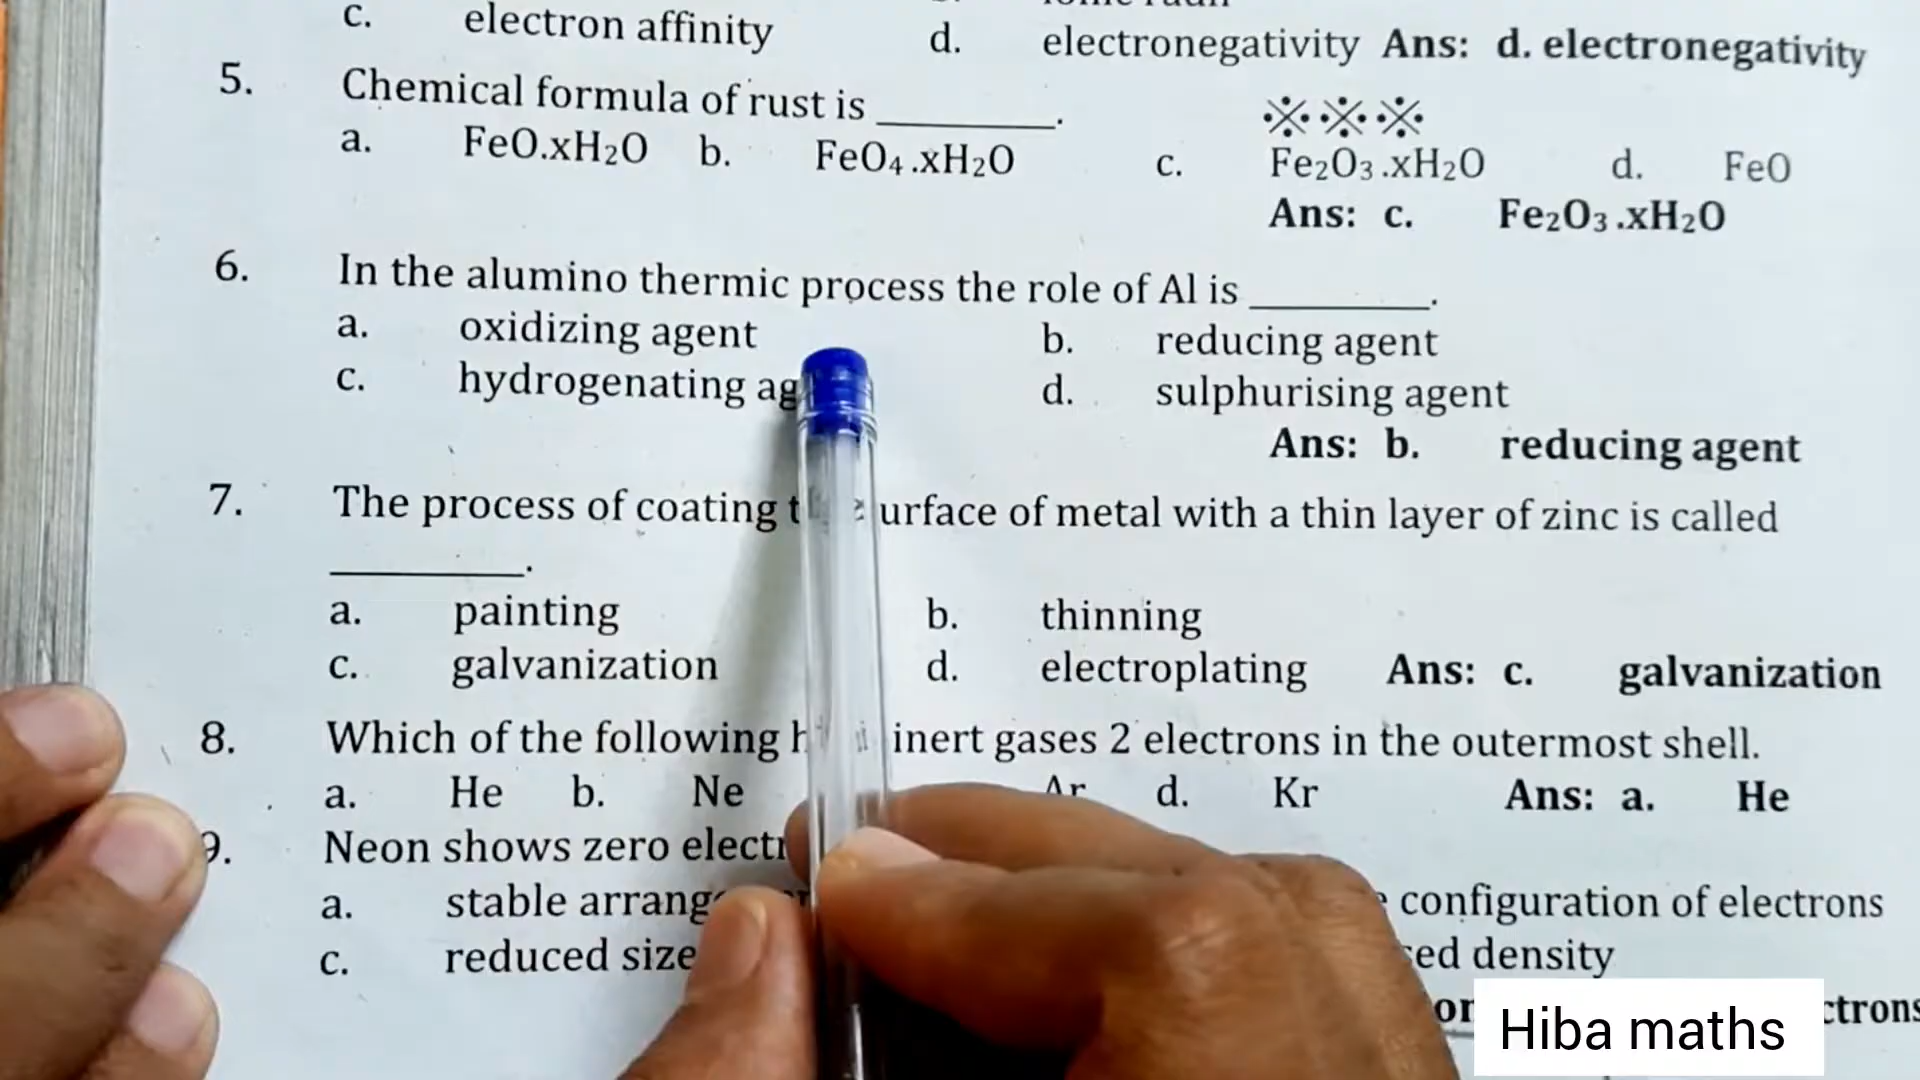 c. electron affinity d. electronegativity Ans: d. electronegativity
5. Chemical formula of rust is ________.
a. FeO.xH2O b. FeO4.xH2O c. Fe2O3.xH2O d. FeO
Ans: c. Fe2O3.xH2O
6. In the alumino thermic process the role of Al is ________.
a. oxidizing agent b. reducing agent
c. hydrogenating d. sulphurising agent
Ans: b. reducing agent
7. The process of coating urface of metal with a thin layer of zinc is called
________.
a. painting b. thinning
c. galvanization d. electroplating Ans: c. galvanization
8. Which of the following inert gases 2 electrons in the outermost shell.
a. He b. Ne Ar d. Kr Ans: a. He
9. Neon shows zero
a. stable configuration of electrons
c. reduced size density
Hiba maths